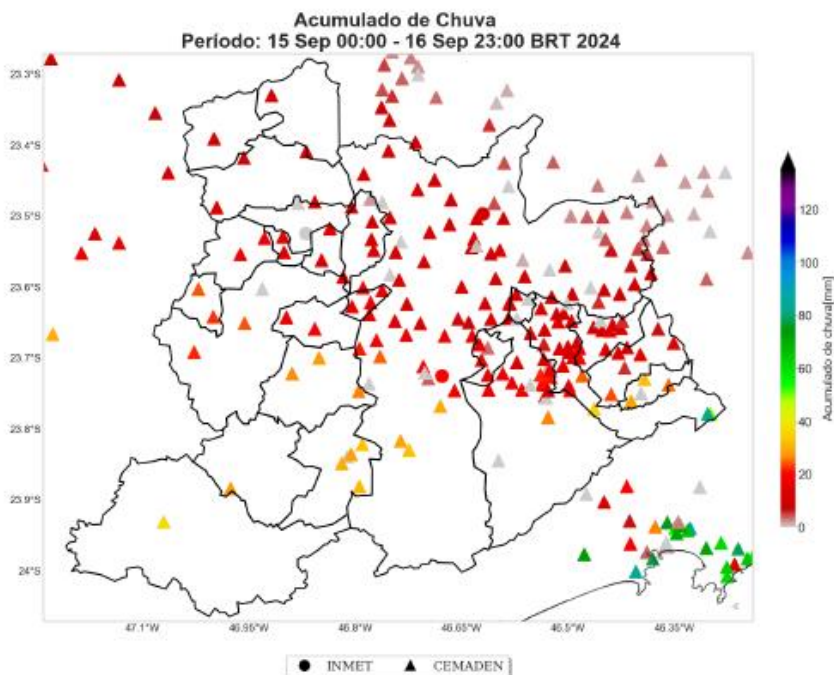 Acumulado de Chuva
Período: 15 Sep 00:00 - 16 Sep 23:00 BRT 2024
23.3°S
23.4°S
23.5°S
23.6°S
23.7°S
23.8°S
23.9°S
24°S
47.1°W
46.95°W
46.8°W
46.65°W
46.5°W
46.35°W
120
100
80
60
40
20
0
Acumulado de chuva[mm]
INMET
CEMADEN